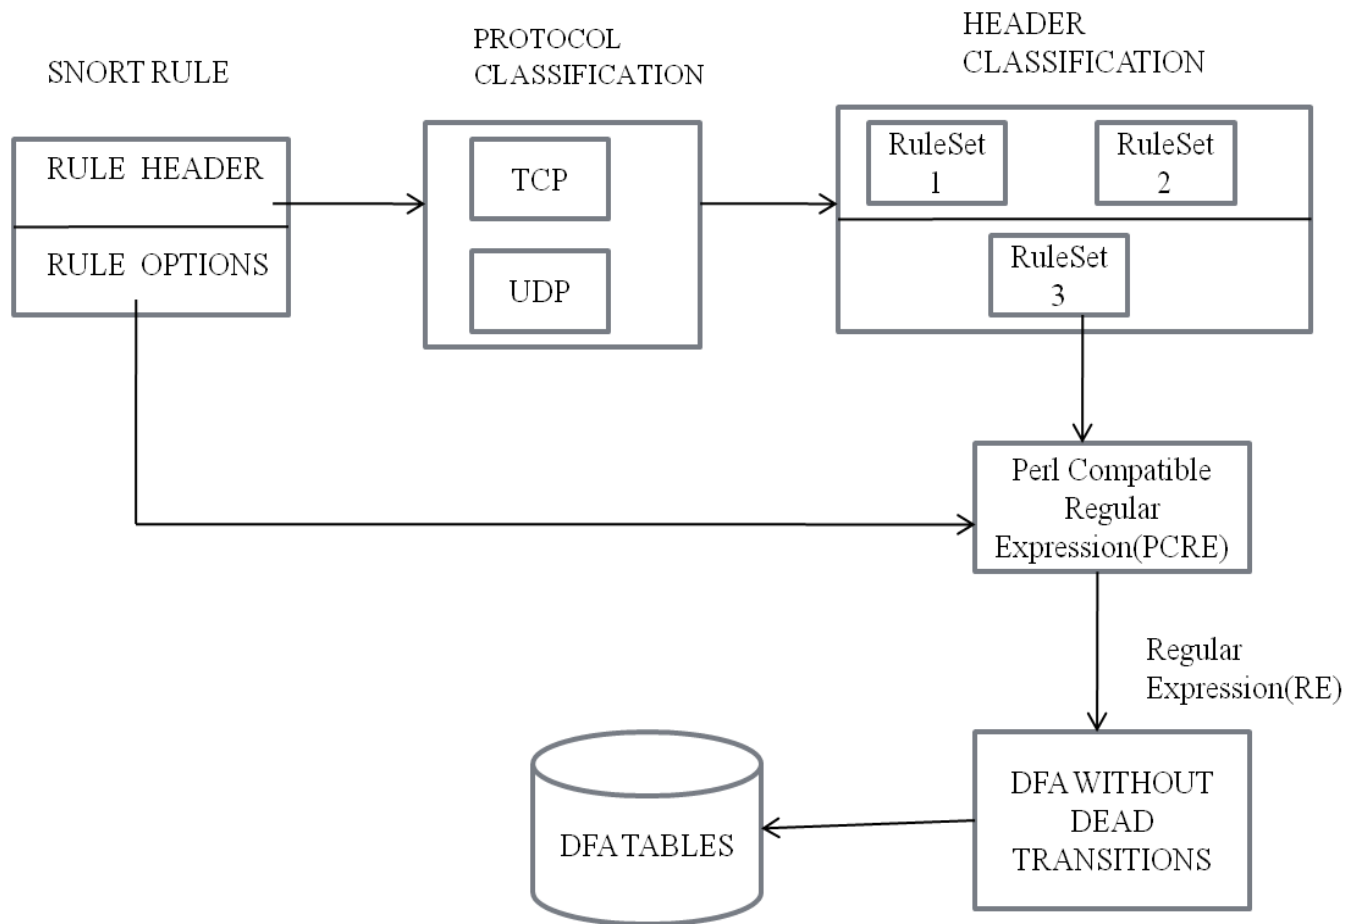 SNORT RULE
PROTOCOL
CLASSIFICATION
HEADER
CLASSIFICATION
RULE HEADER
RULE OPTIONS
TCP
UDP
RuleSet
1
RuleSet
2
RuleSet
3
Perl Compatible
Regular
Expression(PCRE)
Regular
Expression(RE)
DFA WITHOUT
DEAD
TRANSITIONS
DFA TABLES